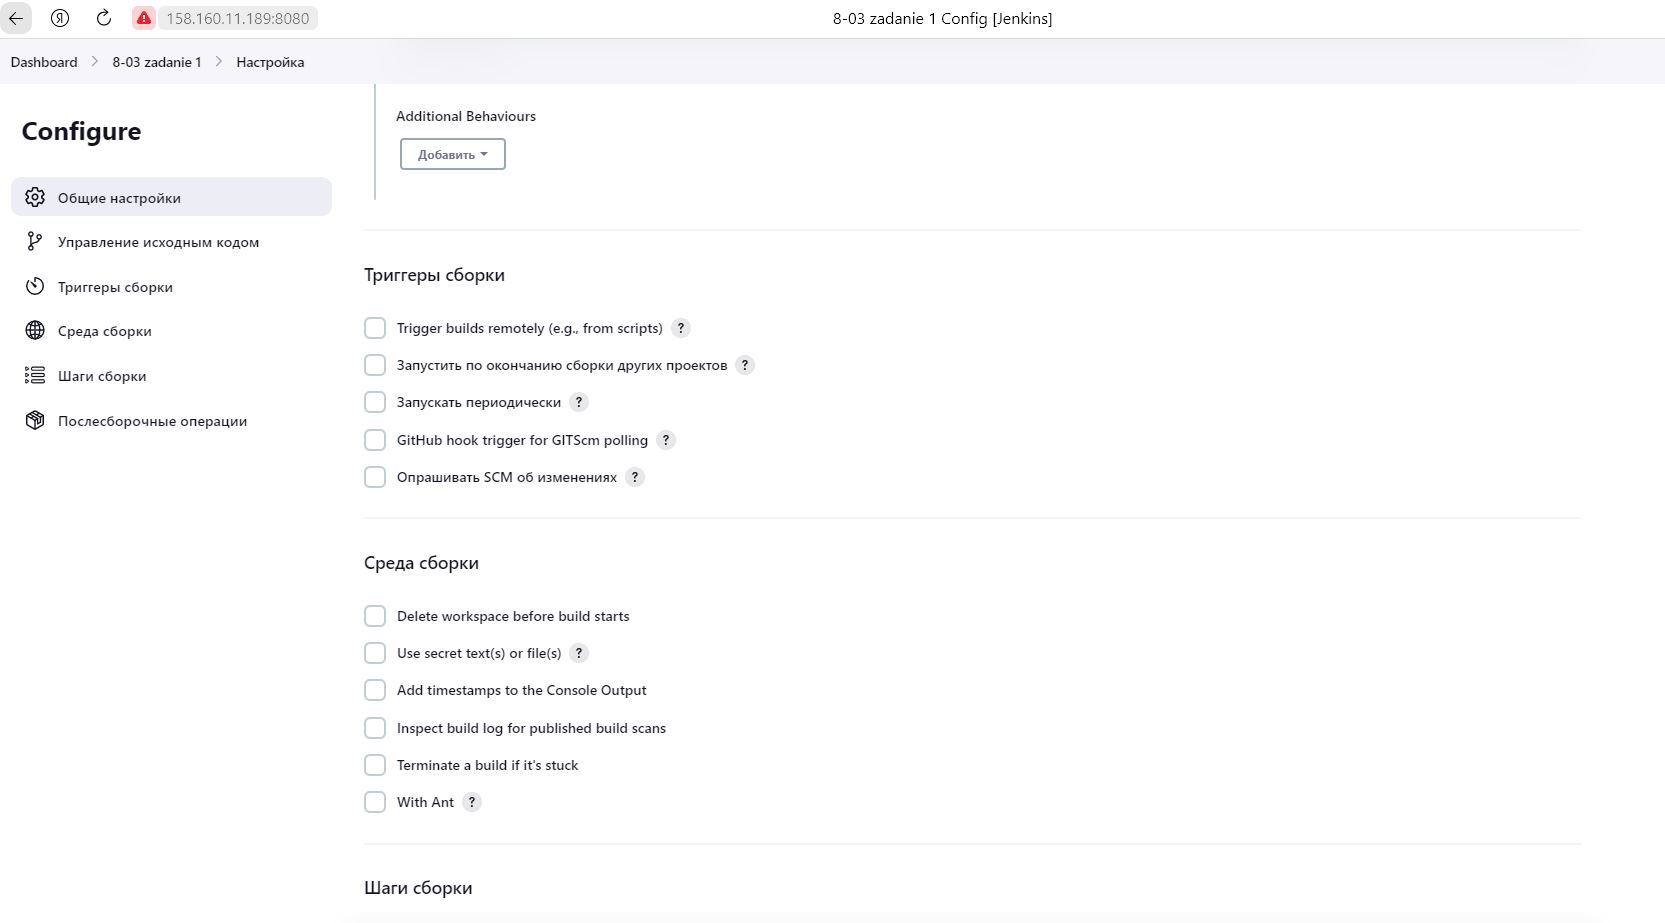 158.160.11.189:8080
8-03 zadanie 1 Config [Jenkins]
Dashboard
8-03 zadanie 1
Настройка
Configure
Общие настройки
Управление исходным кодом
Триггеры сборки
Среда сборки
Шаги сборки
Послесборочные операции
Additional Behaviours
Добавить
Триггеры сборки
Trigger builds remotely (e.g., from scripts) ?
Запустить по окончанию сборки других проектов ?
Запускать периодически ?
GitHub hook trigger for GITScm polling ?
Опрашивать SCM об изменениях ?
Среда сборки
Delete workspace before build starts
Use secret text(s) or file(s) ?
Add timestamps to the Console Output
Inspect build log for published build scans
Terminate a build if it's stuck
With Ant ?
Шаги сборки